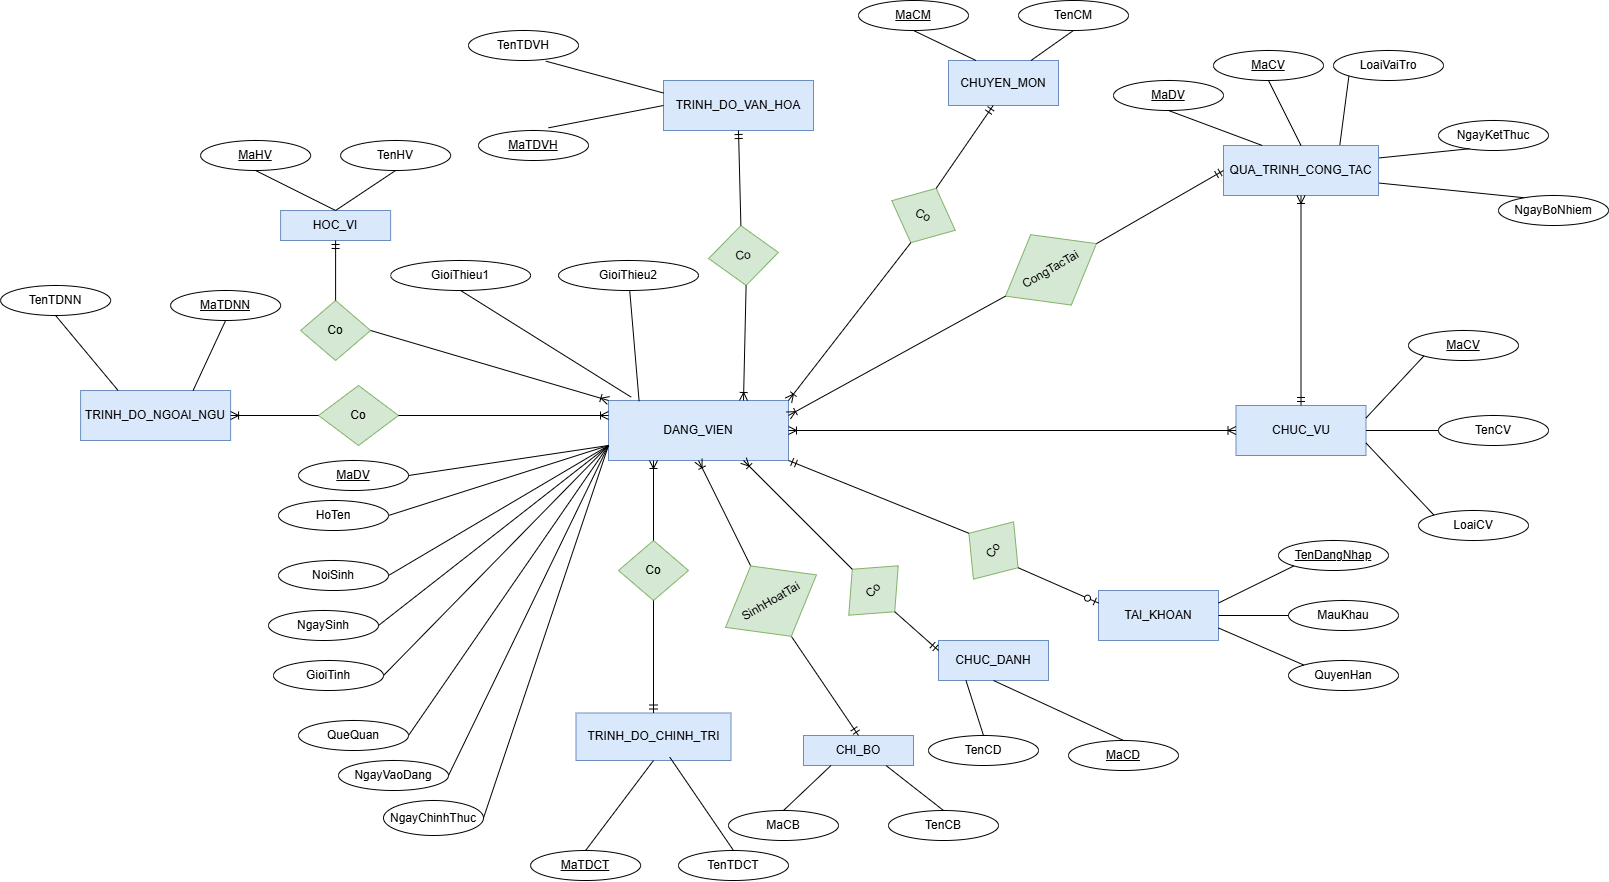 MaCM
TenCM
TenTDVH
CHUYEN_MON
MaCV
LoaiVaiTro
MaDV
TRINH_DO_VAN_HOA
MaTDVH
NgayKetThuc
MaHV
TenHV
QUA_TRINH_CONG_TAC
NgayBoNhiem
HOC_VI
Co
Co
CongTacTai
GioiThieu1
GioiThieu2
TenTDNN
MaTDNN
Co
MaCV
TRINH_DO_NGOAI_NGU
Co
DANG_VIEN
CHUC_VU
TenCV
MaDV
HoTen
LoaiCV
Co
TenDangNhap
NoiSinh
Co
SinhHoatTai
Co
NgaySinh
TAI_KHOAN
MauKhau
GioiTinh
CHUC_DANH
QuyenHan
QueQuan
TRINH_DO_CHINH_TRI
CHI_BO
TenCD
MaCD
NgayVaoDang
NgayChinhThuc
MaCB
TenCB
MaTDCT
TenTDCT